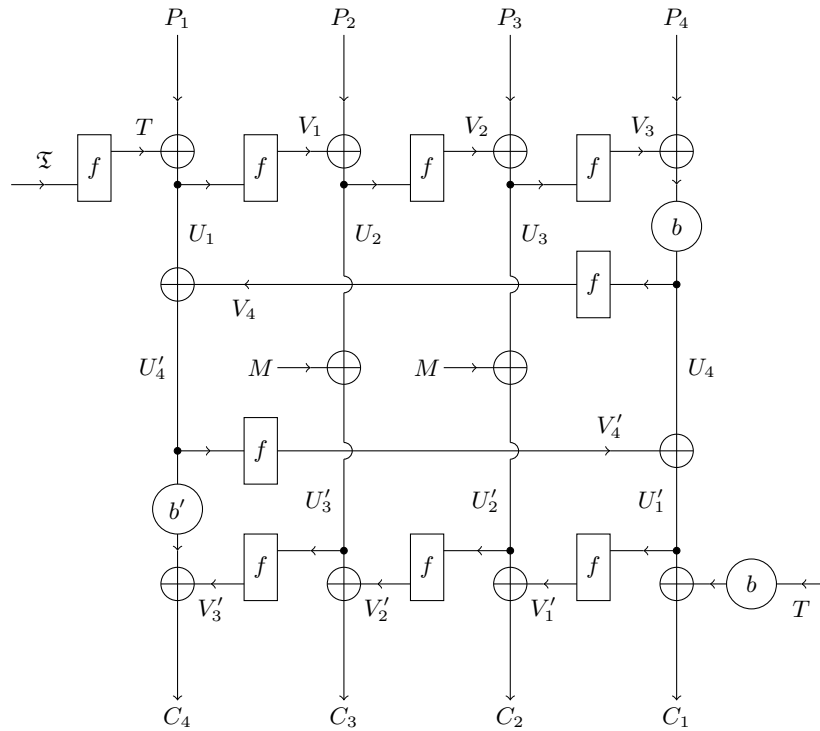 P₁ P₂ P₃ P₄
𝔗 f T f V₁ f V₂ f V₃
b
U₁ U₂ U₃
V₄ f
U′₄ M M U₄
f V′₄
b′ U′₃ U′₂ U′₁
V′₃ f V′₂ f V′₁ f b T
C₄ C₃ C₂ C₁